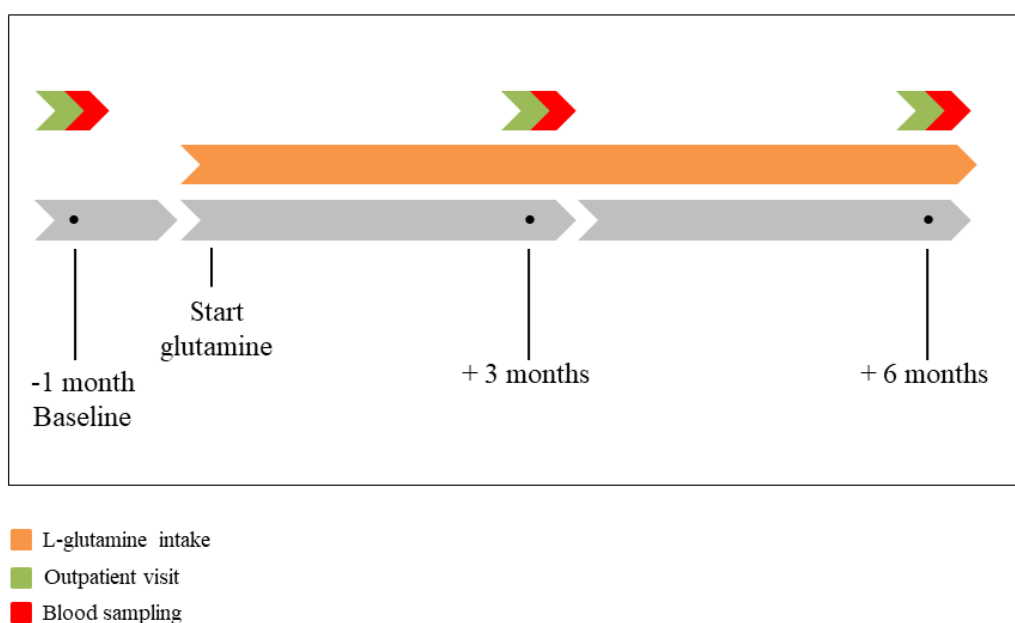 Start
glutamine
-1 month
Baseline
+ 3 months
+ 6 months
L-glutamine intake
Outpatient visit
Blood sampling